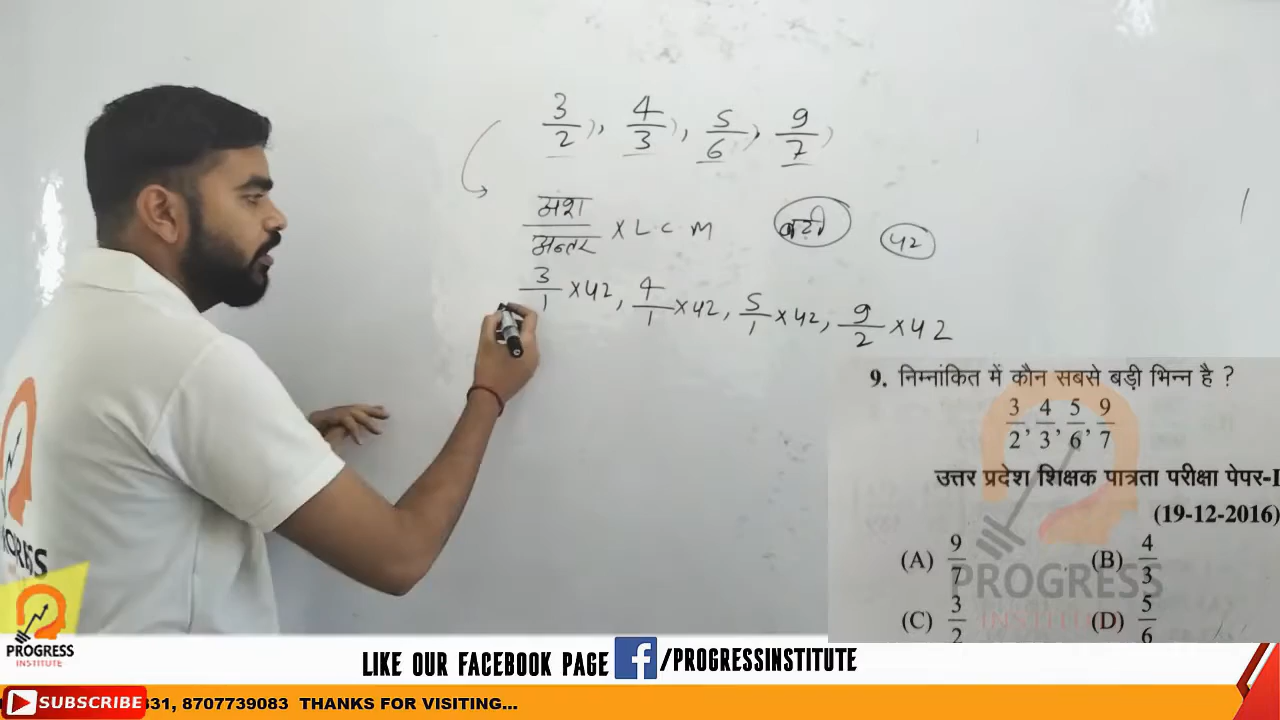 3/2, 4/3, 5/6, 9/7
अंश/अन्तर × L C M बड़ी 42
3/1 × 42, 4/1 × 42, 5/1 × 42, 9/2 × 42
9. निम्नांकित में कौन सबसे बड़ी भिन्न है ?
3/2, 4/3, 5/6, 9/7
उत्तर प्रदेश शिक्षक पात्रता परीक्षा पेपर-I
(19-12-2016)
(A) 9/7 (B) 4/3
(C) 3/2 (D) 5/6
PROGRESS
INSTITUTE
PROGRESS
INSTITUTE
LIKE OUR FACEBOOK PAGE f/PROGRESSINSTITUTE
SUBSCRIBE 331, 8707739083 THANKS FOR VISITING...